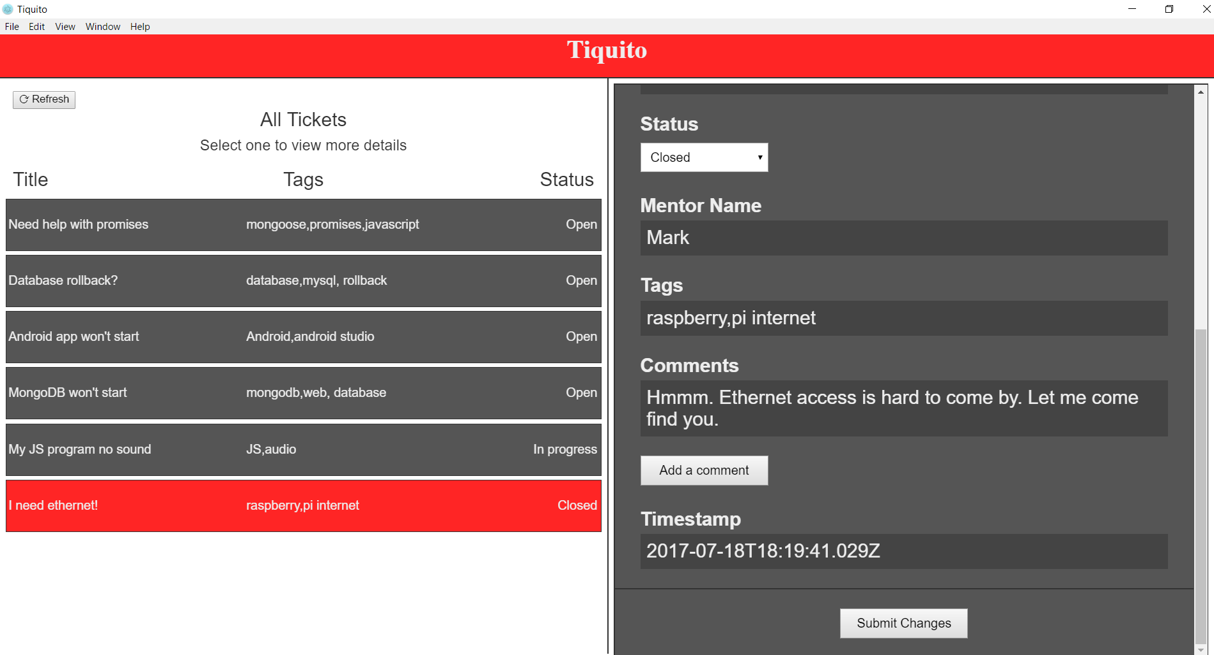 Tiquito
File Edit View Window Help
Tiquito
Refresh
All Tickets
Select one to view more details
Title Tags Status
Need help with promises mongoose,promises,javascript Open
Database rollback? database,mysql, rollback Open
Android app won't start Android,android studio Open
MongoDB won't start mongodb,web, database Open
My JS program no sound JS,audio In progress
I need ethernet! raspberry,pi internet Closed
Status
Closed
Mentor Name
Mark
Tags
raspberry,pi internet
Comments
Hmmm. Ethernet access is hard to come by. Let me come
find you.
Add a comment
Timestamp
2017-07-18T18:19:41.029Z
Submit Changes